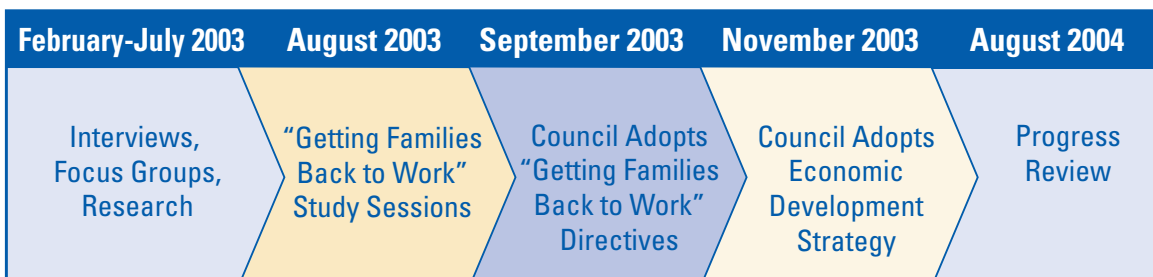 February-July 2003
August 2003
September 2003
November 2003
August 2004
Interviews,
Focus Groups,
Research
“Getting Families
Back to Work”
Study Sessions
Council Adopts
“Getting Families
Back to Work”
Directives
Council Adopts
Economic
Development
Strategy
Progress
Review